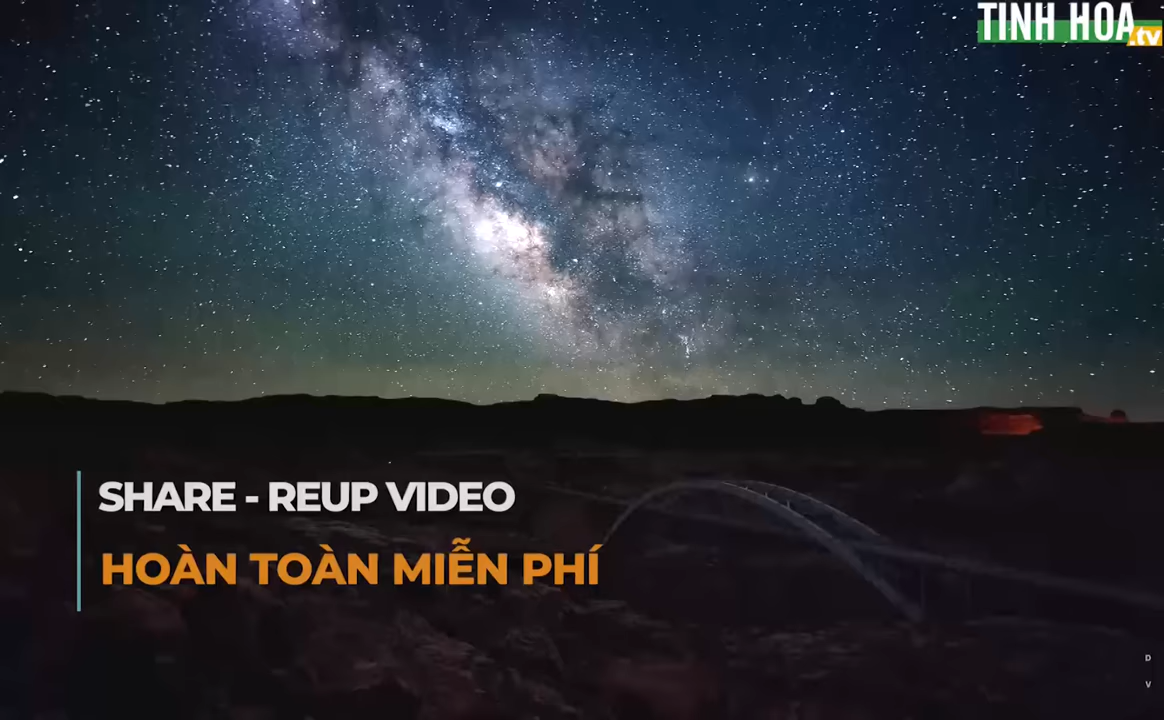 TINH HOA
.tv
SHARE - REUP VIDEO
HOÀN TOÀN MIỄN PHÍ
D
V